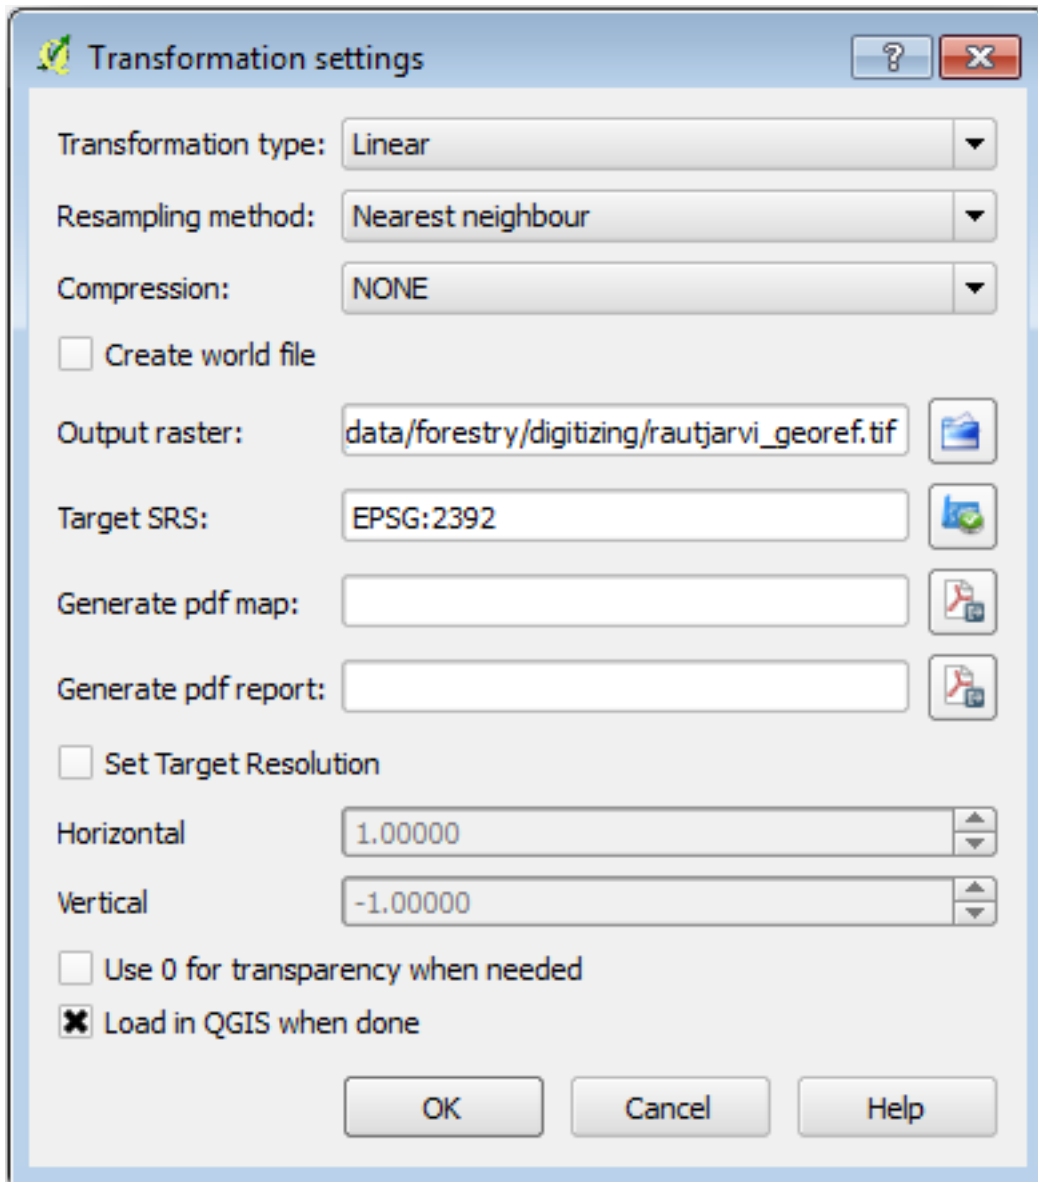 Transformation settings
Transformation type: Linear
Resampling method: Nearest neighbour
Compression: NONE
Create world file
Output raster: data/forestry/digitizing/rautjarvi_georef.tif
Target SRS: EPSG:2392
Generate pdf map:
Generate pdf report:
Set Target Resolution
Horizontal 1.00000
Vertical -1.00000
Use 0 for transparency when needed
Load in QGIS when done
OK Cancel Help